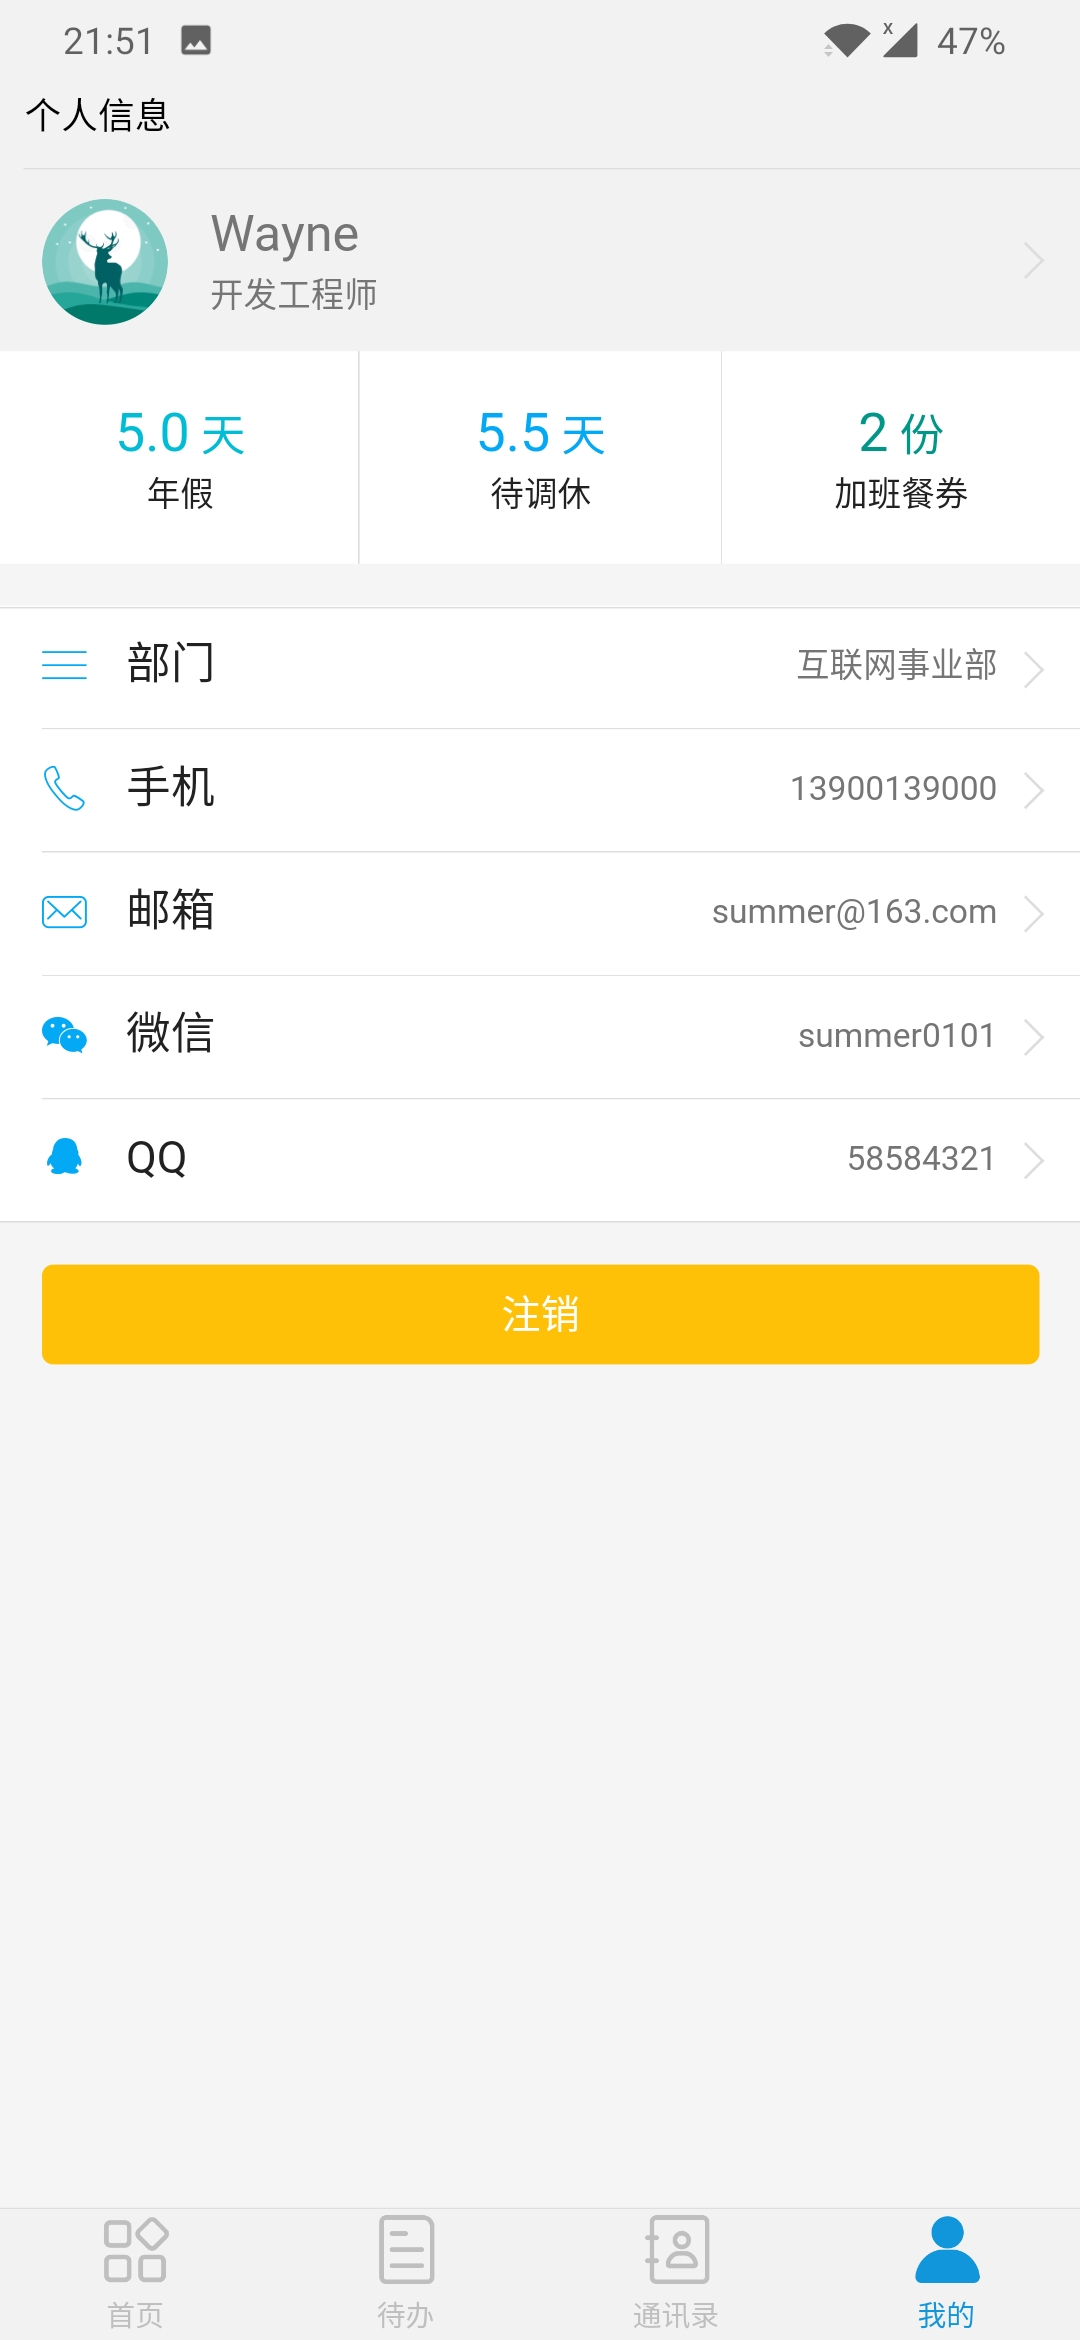 21:51 47%
个人信息
Wayne
开发工程师
5.0 天 5.5 天 2 份
年假 待调休 加班餐券
部门 互联网事业部
手机 13900139000
邮箱 summer@163.com
微信 summer0101
QQ 58584321
注销
首页 待办 通讯录 我的